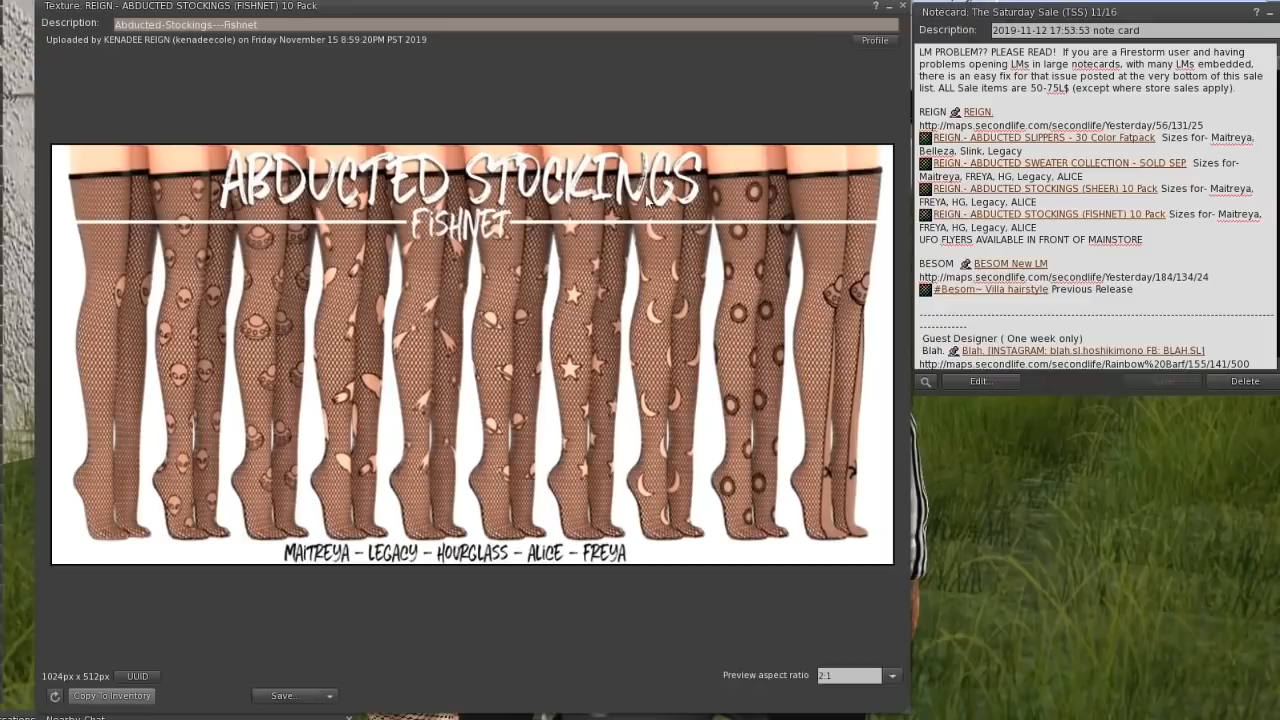 Texture: REIGN.- ABDUCTED STOCKINGS (FISHNET) 10 Pack
Description: Abducted-Stockings---Fishnet
Uploaded by KENADEE REIGN (kenadeecole) on Friday November 15 8:59:20PM PST 2019
Profile
ABDUCTED STOCKINGS
FISHNET
MAITREYA - LEGACY - HOURGLASS - ALICE - FREYA
1024px x 512px UUID
Preview aspect ratio 2:1
Copy To Inventory Save...
Nearby Chat
Notecard: The Saturday Sale (TSS) 11/16
Description: 2019-11-12 17:53:53 note card
LM PROBLEM?? PLEASE READ! If you are a Firestorm user and having
problems opening LMs in large notecards, with many LMs embedded,
there is an easy fix for that issue posted at the very bottom of this sale
list. ALL Sale items are 50-75L$ (except where store sales apply).
REIGN REIGN.
http://maps.secondlife.com/secondlife/Yesterday/56/131/25
REIGN.- ABDUCTED SLIPPERS - 30 Color Fatpack Sizes for- Maitreya,
Belleza, Slink, Legacy
REIGN.- ABDUCTED SWEATER COLLECTION - SOLD SEP Sizes for-
Maitreya, FREYA, HG, Legacy, ALICE
REIGN.- ABDUCTED STOCKINGS (SHEER) 10 Pack Sizes for- Maitreya,
FREYA, HG, Legacy, ALICE
REIGN.- ABDUCTED STOCKINGS (FISHNET) 10 Pack Sizes for- Maitreya,
FREYA, HG, Legacy, ALICE
UFO FLYERS AVAILABLE IN FRONT OF MAINSTORE
BESOM BESOM New LM
http://maps.secondlife.com/secondlife/Yesterday/184/134/24
#Besom~ Villa hairstyle Previous Release
Guest Designer ( One week only)
Blah. Blah. [INSTAGRAM: blah.sl.hoshikimono FB: BLAH.SL]
http://maps.secondlife.com/secondlife/Rainbow%20Barf/155/141/500
Edit... Delete